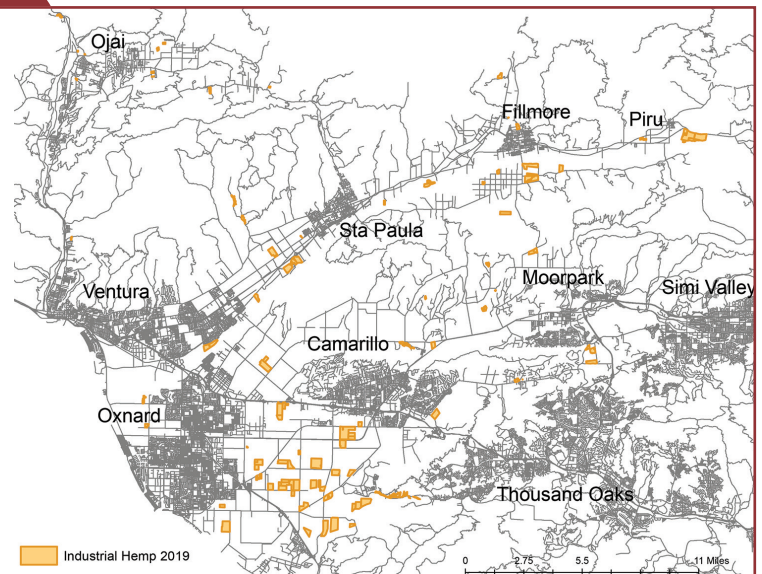 Ojai
Fillmore
Piru
Sta Paula
Moorpark
Simi Valley
Ventura
Camarillo
Oxnard
Thousand Oaks
Industrial Hemp 2019
0 2.75 5.5 11 Miles